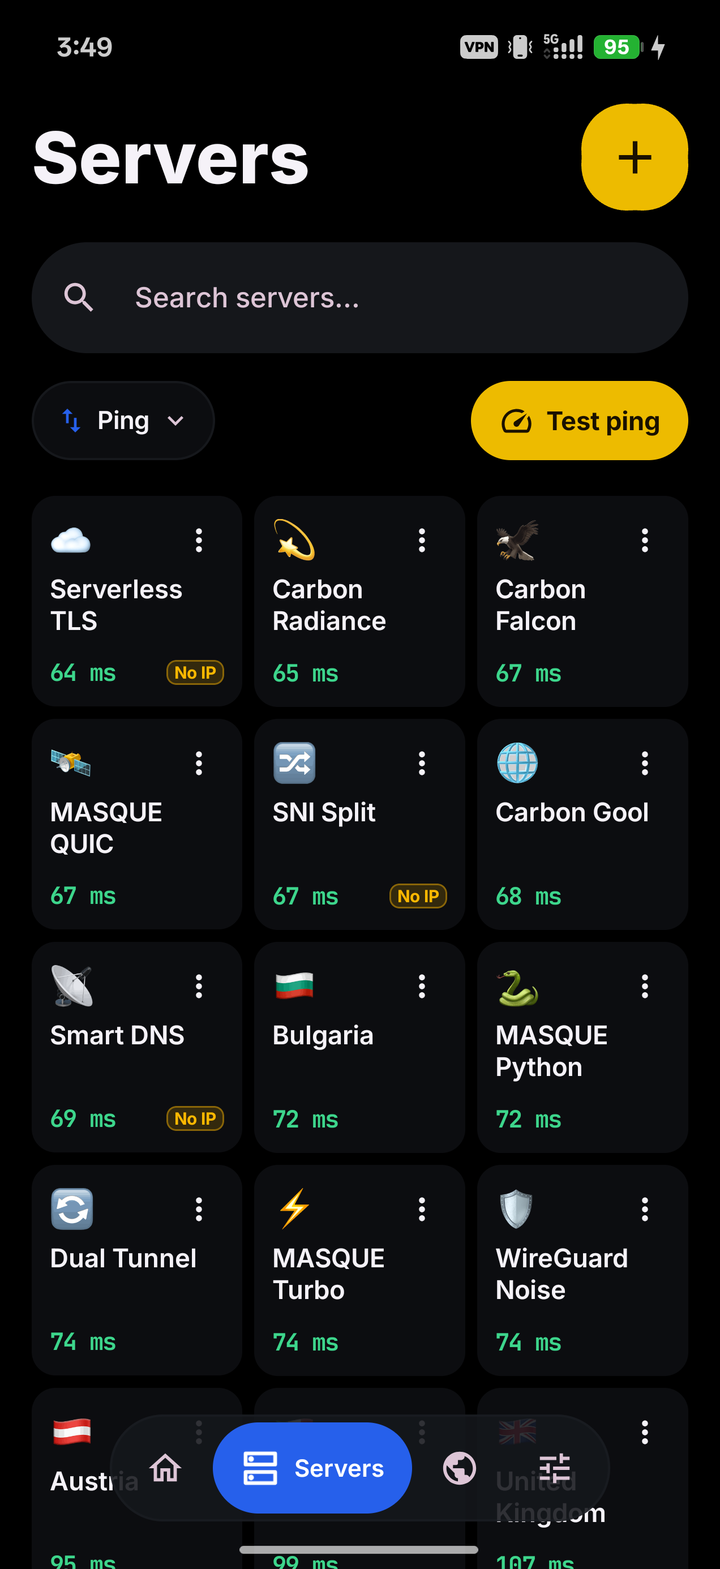 3:49
VPN
5G
95
Servers
Search servers...
Ping
Test ping
Serverless
TLS
64 ms
No IP
Carbon
Radiance
65 ms
Carbon
Falcon
67 ms
MASQUE
QUIC
67 ms
SNI Split
67 ms
No IP
Carbon Gool
68 ms
Smart DNS
69 ms
No IP
Bulgaria
72 ms
MASQUE
Python
72 ms
Dual Tunnel
74 ms
MASQUE
Turbo
74 ms
WireGuard
Noise
74 ms
Austria
95 ms
99 ms
United
Kingdom
107 ms
Servers